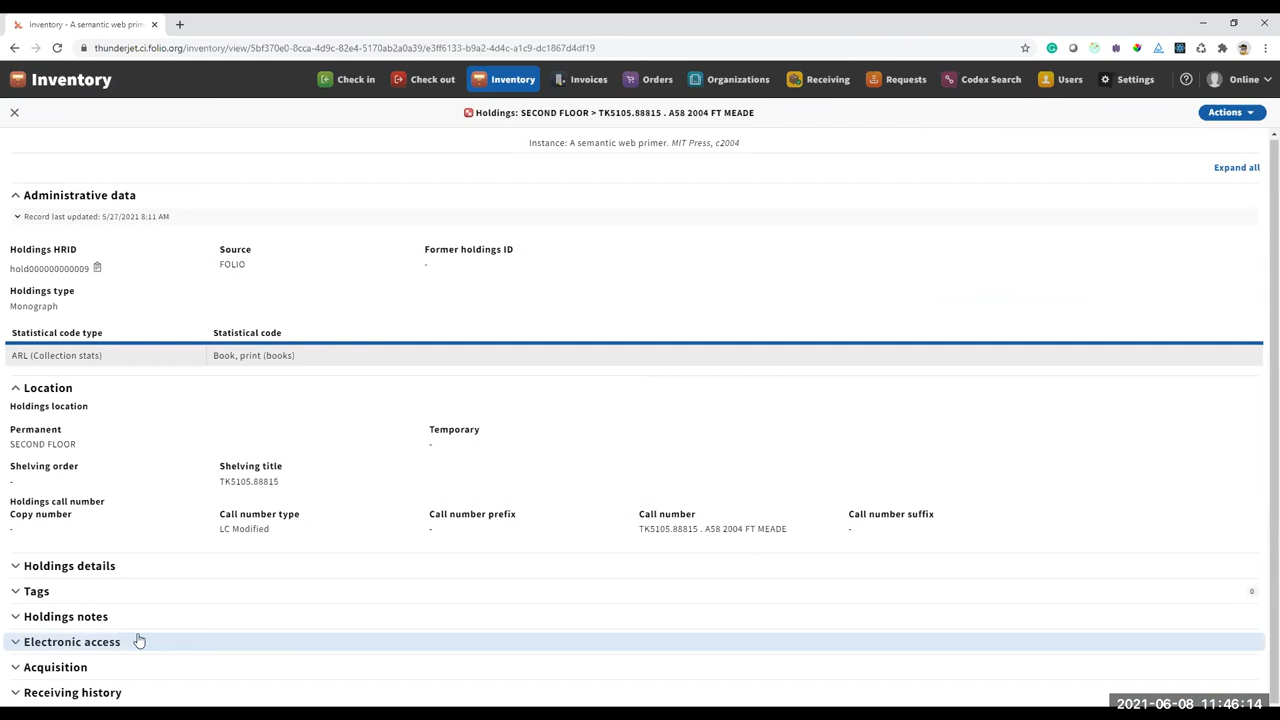 Inventory - A semantic web prim
thunderjet.ci.folio.org/inventory/view/5bf370e0-8cca-4d9c-82e4-5170ab2a0a39/e3ff6133-b9a2-4d4c-a1c9-dc1867d4df19
Inventory Check in Check out Inventory Invoices Orders Organizations Receiving Requests Codex Search Users Settings Online
Holdings: SECOND FLOOR > TK5105.88815 . A58 2004 FT MEADE Actions
Instance: A semantic web primer. MIT Press, c2004
Expand all
Administrative data
Record last updated: 5/27/2021 8:11 AM
Holdings HRID Source Former holdings ID
hold000000000009 FOLIO -
Holdings type
Monograph
Statistical code type Statistical code
ARL (Collection stats) Book, print (books)
Location
Holdings location
Permanent Temporary
SECOND FLOOR -
Shelving order Shelving title
- TK5105.88815
Holdings call number
Copy number Call number type Call number prefix Call number Call number suffix
- LC Modified - TK5105.88815 . A58 2004 FT MEADE -
Holdings details
Tags 0
Holdings notes
Electronic access
Acquisition
Receiving history
2021-06-08 11:46:14